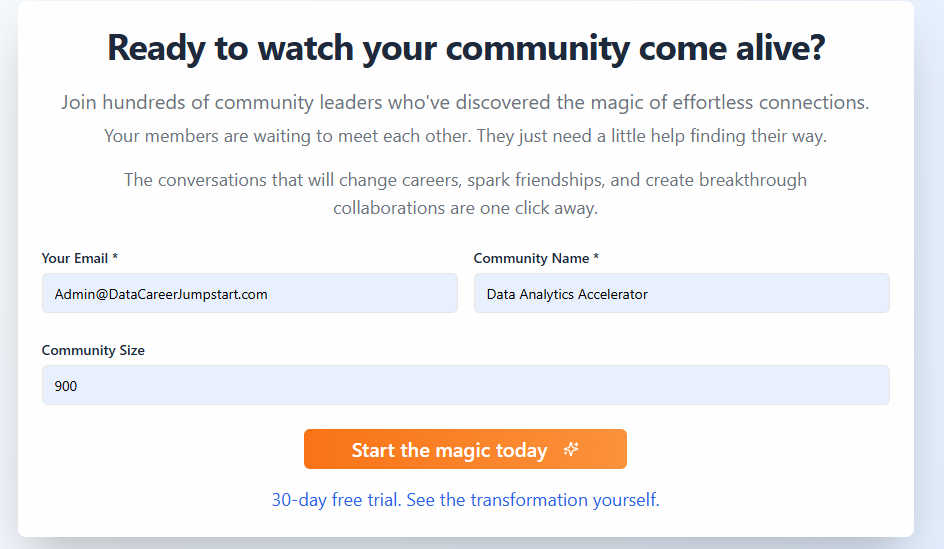 Ready to watch your community come alive?
Join hundreds of community leaders who've discovered the magic of effortless connections.
Your members are waiting to meet each other. They just need a little help finding their way.
The conversations that will change careers, spark friendships, and create breakthrough
collaborations are one click away.
Your Email * Community Name *
Admin@DataCareerJumpstart.com Data Analytics Accelerator
Community Size
900
Start the magic today
30-day free trial. See the transformation yourself.